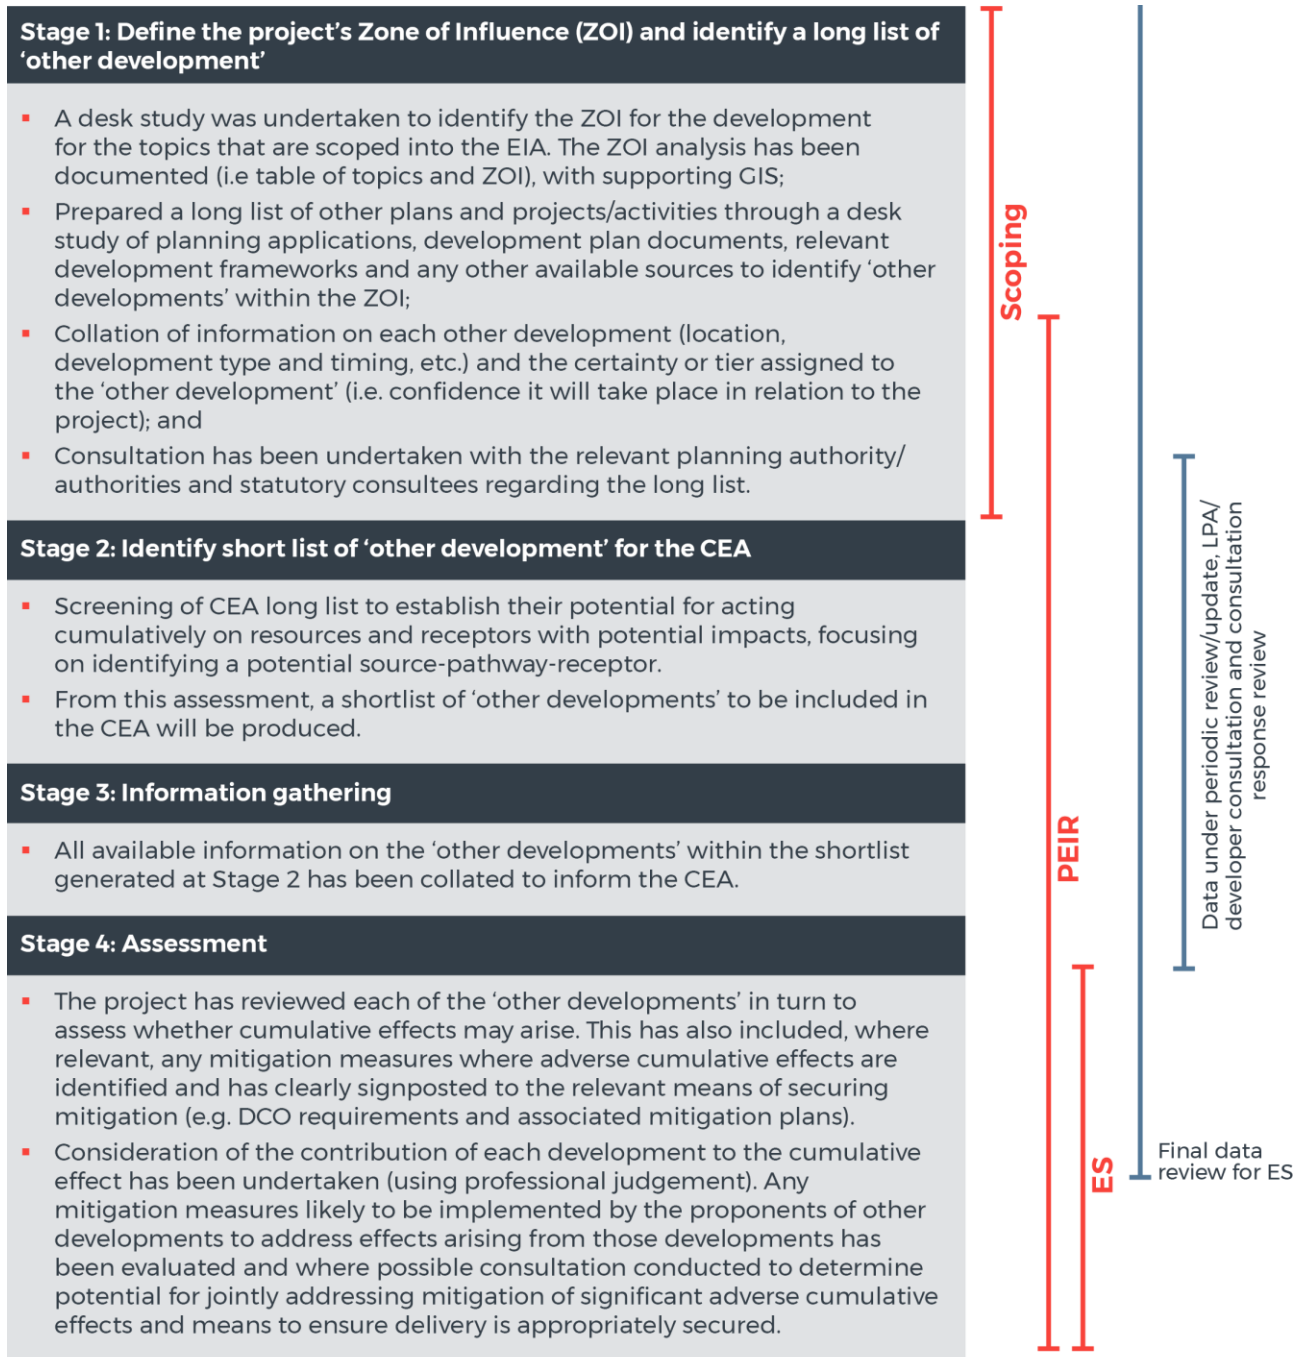 Stage 1: Define the project’s Zone of Influence (ZOI) and identify a long list of
‘other development’
▪ A desk study was undertaken to identify the ZOI for the development
for the topics that are scoped into the EIA. The ZOI analysis has been
documented (i.e table of topics and ZOI), with supporting GIS;
▪ Prepared a long list of other plans and projects/activities through a desk
study of planning applications, development plan documents, relevant
development frameworks and any other available sources to identify ‘other
developments’ within the ZOI;
▪ Collation of information on each other development (location,
development type and timing, etc.) and the certainty or tier assigned to
the ‘other development’ (i.e. confidence it will take place in relation to the
project); and
▪ Consultation has been undertaken with the relevant planning authority/
authorities and statutory consultees regarding the long list.
Stage 2: Identify short list of ‘other development’ for the CEA
▪ Screening of CEA long list to establish their potential for acting
cumulatively on resources and receptors with potential impacts, focusing
on identifying a potential source-pathway-receptor.
▪ From this assessment, a shortlist of ‘other developments’ to be included in
the CEA will be produced.
Stage 3: Information gathering
▪ All available information on the ‘other developments’ within the shortlist
generated at Stage 2 has been collated to inform the CEA.
Stage 4: Assessment
▪ The project has reviewed each of the ‘other developments’ in turn to
assess whether cumulative effects may arise. This has also included, where
relevant, any mitigation measures where adverse cumulative effects are
identified and has clearly signposted to the relevant means of securing
mitigation (e.g. DCO requirements and associated mitigation plans).
▪ Consideration of the contribution of each development to the cumulative
effect has been undertaken (using professional judgement). Any
mitigation measures likely to be implemented by the proponents of other
developments to address effects arising from those developments has
been evaluated and where possible consultation conducted to determine
potential for jointly addressing mitigation of significant adverse cumulative
effects and means to ensure delivery is appropriately secured.
Scoping
PEIR
ES
Final data
review for ES
Data under periodic review/update, LPA/
developer consultation and consultation
response review